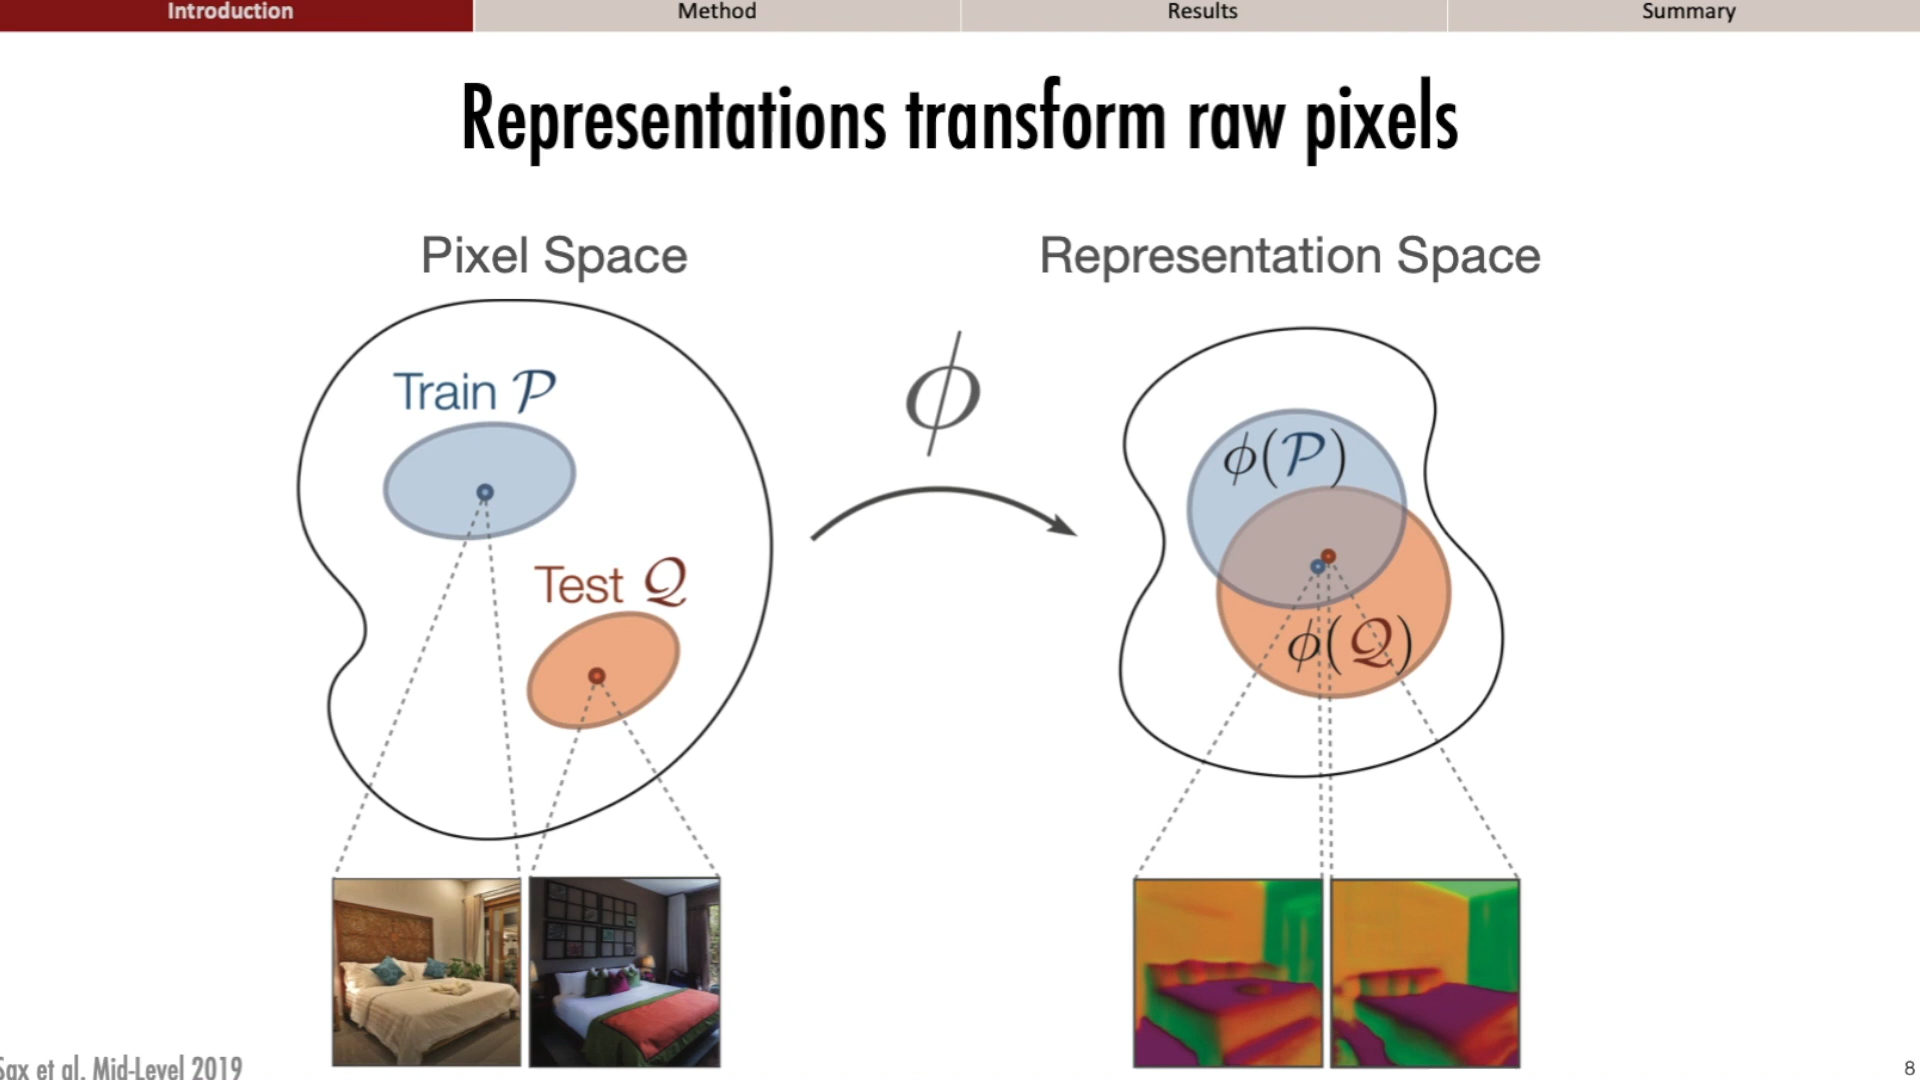 Introduction
Method
Results
Summary
Representations transform raw pixels
Pixel Space
Representation Space
Train 𝒫
ϕ
ϕ(𝒫)
Test 𝒬
ϕ(𝒬)
Sax et al. Mid-Level 2019
8